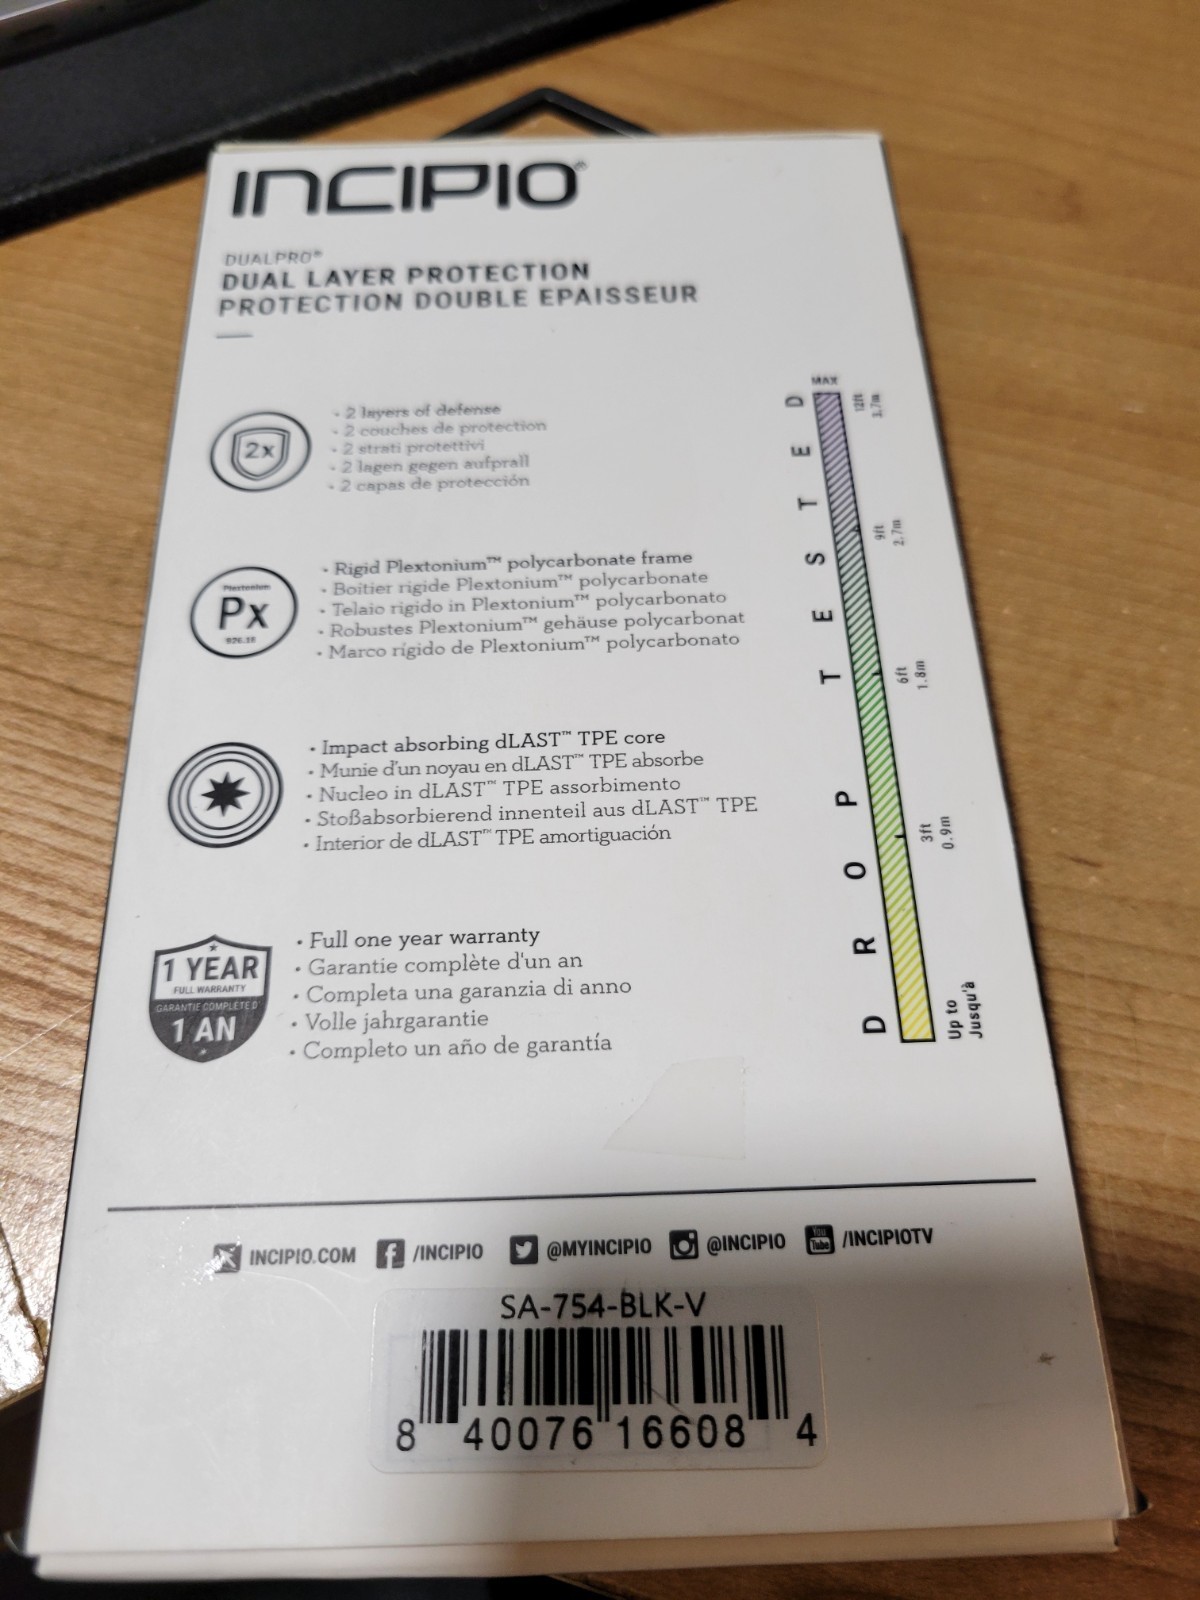 INCIPIO®
DUALPRO®
DUAL LAYER PROTECTION
PROTECTION DOUBLE EPAISSEUR
2x
• 2 layers of defense
• 2 couches de protection
• 2 strati protettivi
• 2 lagen gegen aufprall
• 2 capas de protección
Plextonium
Px
926.18
• Rigid Plextonium™ polycarbonate frame
• Boitier rigide Plextonium™ polycarbonate
• Telaio rigido in Plextonium™ polycarbonato
• Robustes Plextonium™ gehäuse polycarbonat
• Marco rígido de Plextonium™ polycarbonato
• Impact absorbing dLAST™ TPE core
• Munie d'un noyau en dLAST™ TPE absorbe
• Nucleo in dLAST™ TPE assorbimento
• Stoßabsorbierend innenteil aus dLAST™ TPE
• Interior de dLAST™ TPE amortiguación
1 YEAR
FULL WARRANTY
GARANTIE COMPLÈTE D'
1 AN
• Full one year warranty
• Garantie complète d'un an
• Completa una garanzia di anno
• Volle jahrgarantie
• Completo un año de garantía
DROP TESTED
MAX
12ft
3.7m
9ft
2.7m
6ft
1.8m
3ft
0.9m
Up to
Jusqu'à
INCIPIO.COM /INCIPIO @MYINCIPIO @INCIPIO You Tube /INCIPIOTV
SA-754-BLK-V
8 40076 16608 4